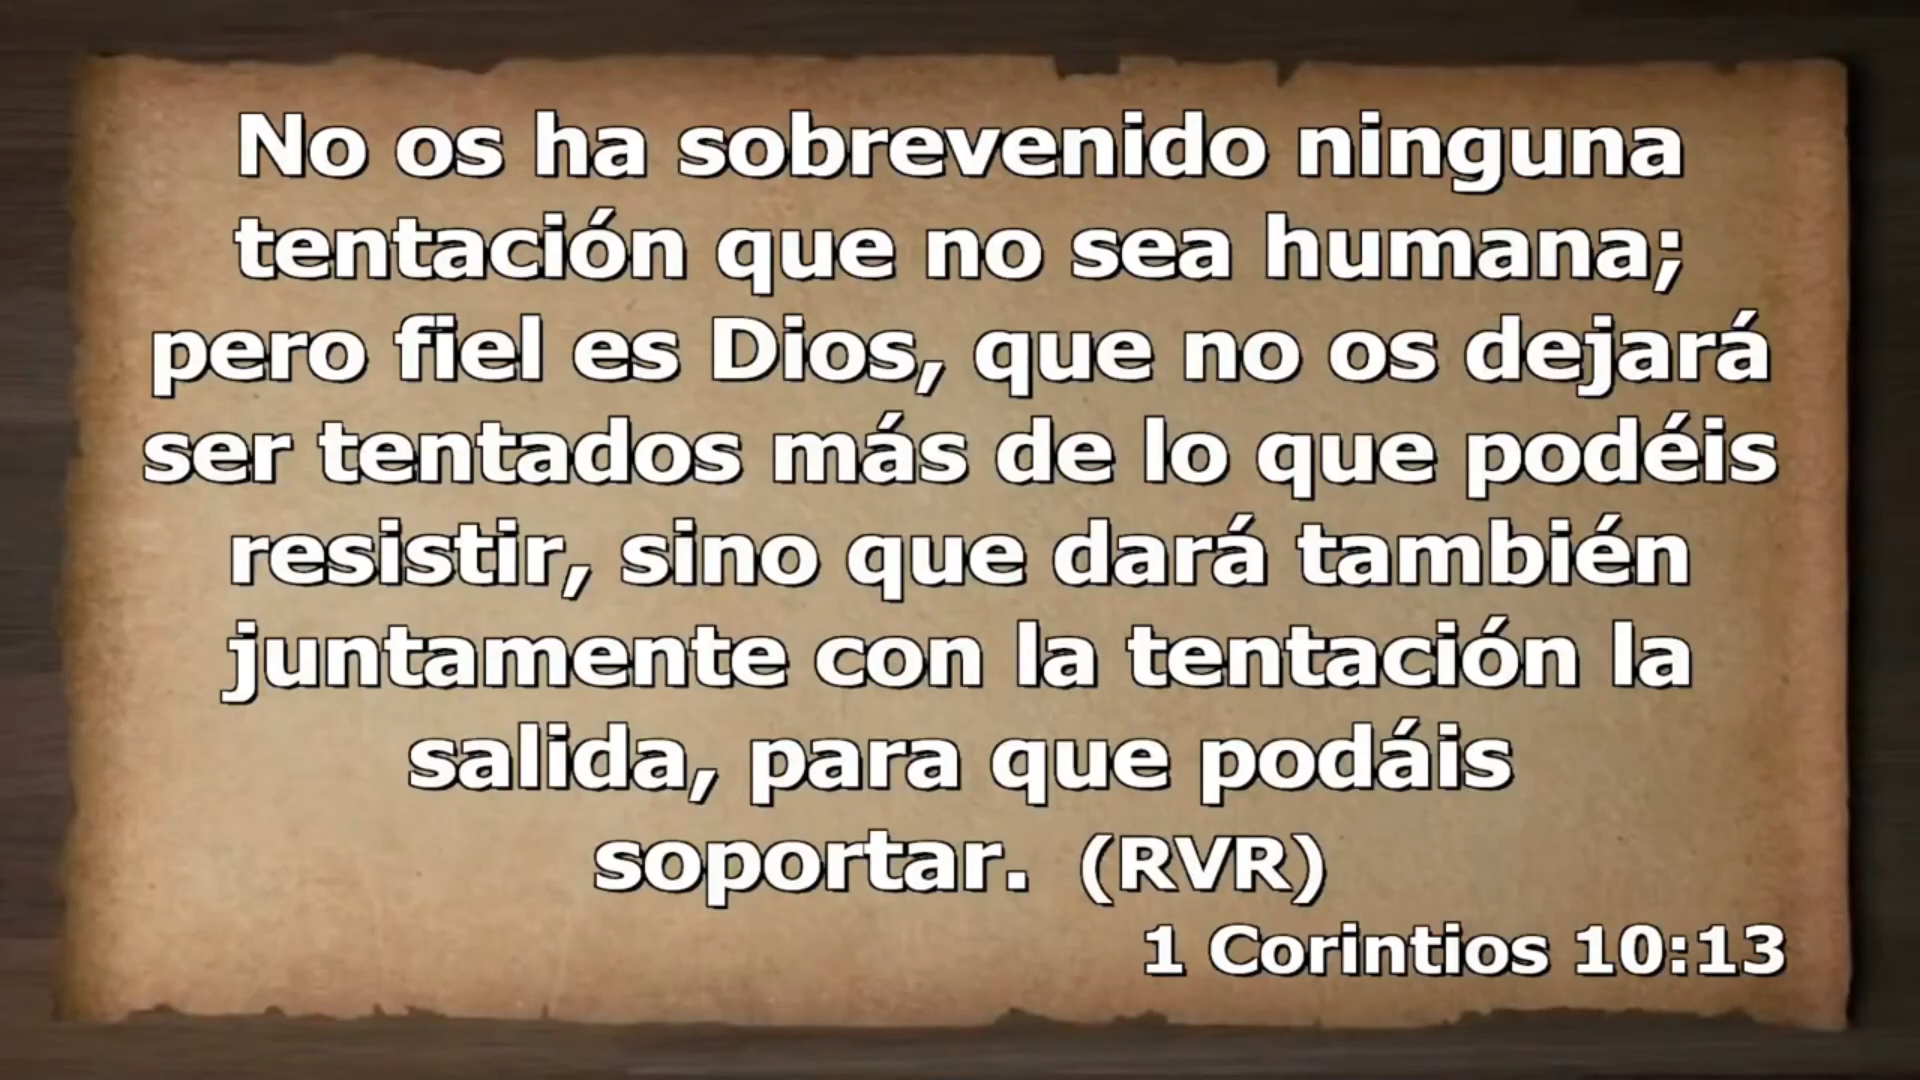 No os ha sobrevenido ninguna
tentación que no sea humana;
pero fiel es Dios, que no os dejará
ser tentados más de lo que podéis
resistir, sino que dará también
juntamente con la tentación la
salida, para que podáis
soportar. (RVR)
1 Corintios 10:13